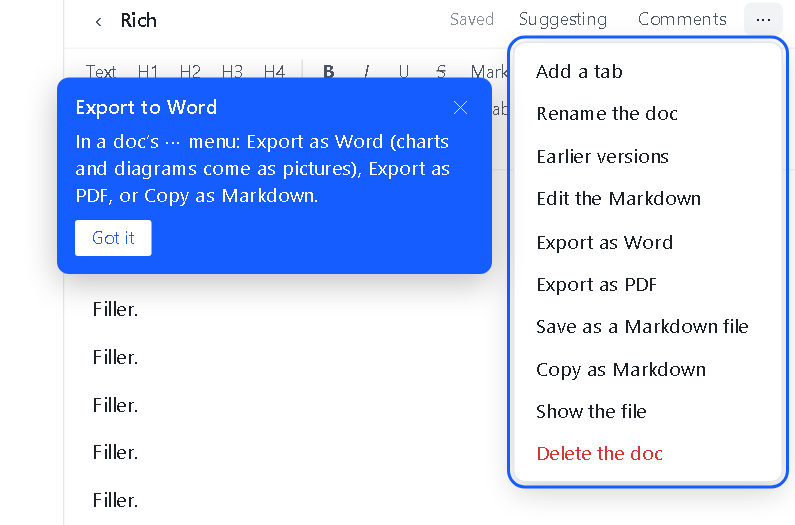 ‹ Rich
Saved Suggesting Comments ···
Text H1 H2 H3 H4 B I U S Mark
Export to Word
In a doc's ··· menu: Export as Word (charts
and diagrams come as pictures), Export as
PDF, or Copy as Markdown.
Got it
Filler.
Filler.
Filler.
Filler.
Filler.
Add a tab
Rename the doc
Earlier versions
Edit the Markdown
Export as Word
Export as PDF
Save as a Markdown file
Copy as Markdown
Show the file
Delete the doc